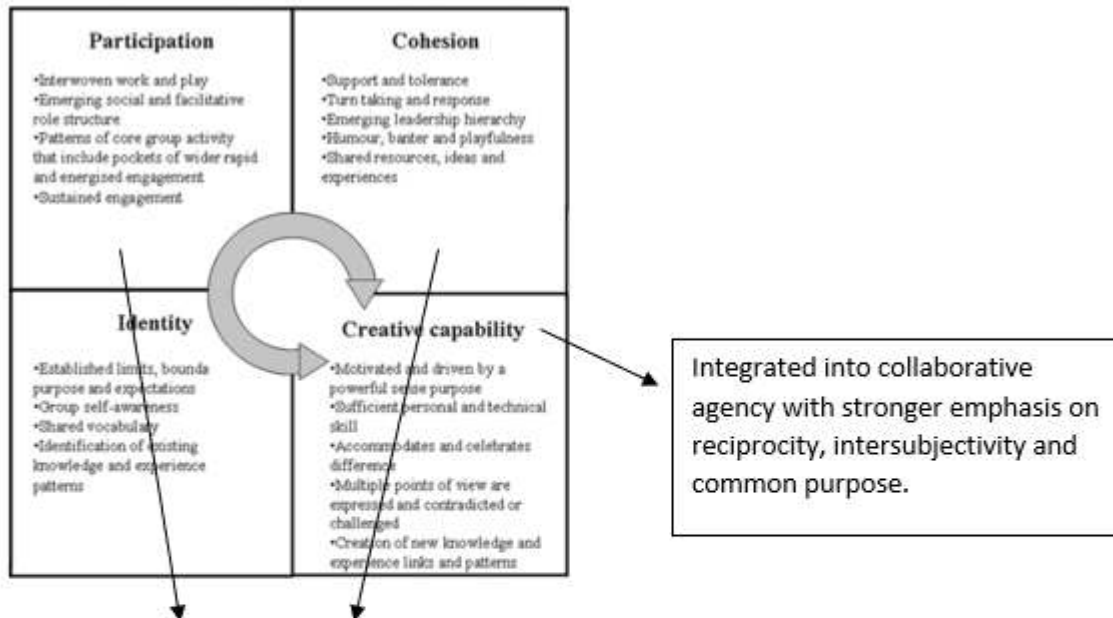 Participation
•Interwoven work and play
•Emerging social and facilitative
role structure
•Patterns of core group activity
that include pockets of wider rapid
and energised engagement
•Sustained engagement
Cohesion
•Support and tolerance
•Turn taking and response
•Emerging leadership hierarchy
•Humour, banter and playfulness
•Shared resources, ideas and
experiences
Identity
•Established limits, bounds
purpose and expectations
•Group self-awareness
•Shared vocabulary
•Identification of existing
knowledge and experience
patterns
Creative capability
•Motivated and driven by a
powerful sense purpose
•Sufficient personal and technical
skill
•Accommodates and celebrates
difference
•Multiple points of view are
expressed and contradicted or
challenged
•Creation of new knowledge and
experience links and patterns
Integrated into collaborative
agency with stronger emphasis on
reciprocity, intersubjectivity and
common purpose.